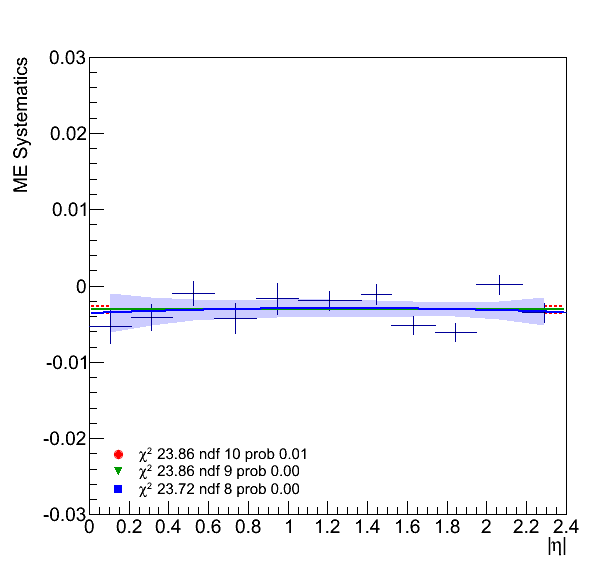 ME Systematics
0.03
0.02
0.01
0
-0.01
-0.02
-0.03
χ² 23.86 ndf 10 prob 0.01
χ² 23.86 ndf 9 prob 0.00
χ² 23.72 ndf 8 prob 0.00
0 0.2 0.4 0.6 0.8 1 1.2 1.4 1.6 1.8 2 2.2 2.4
|η|